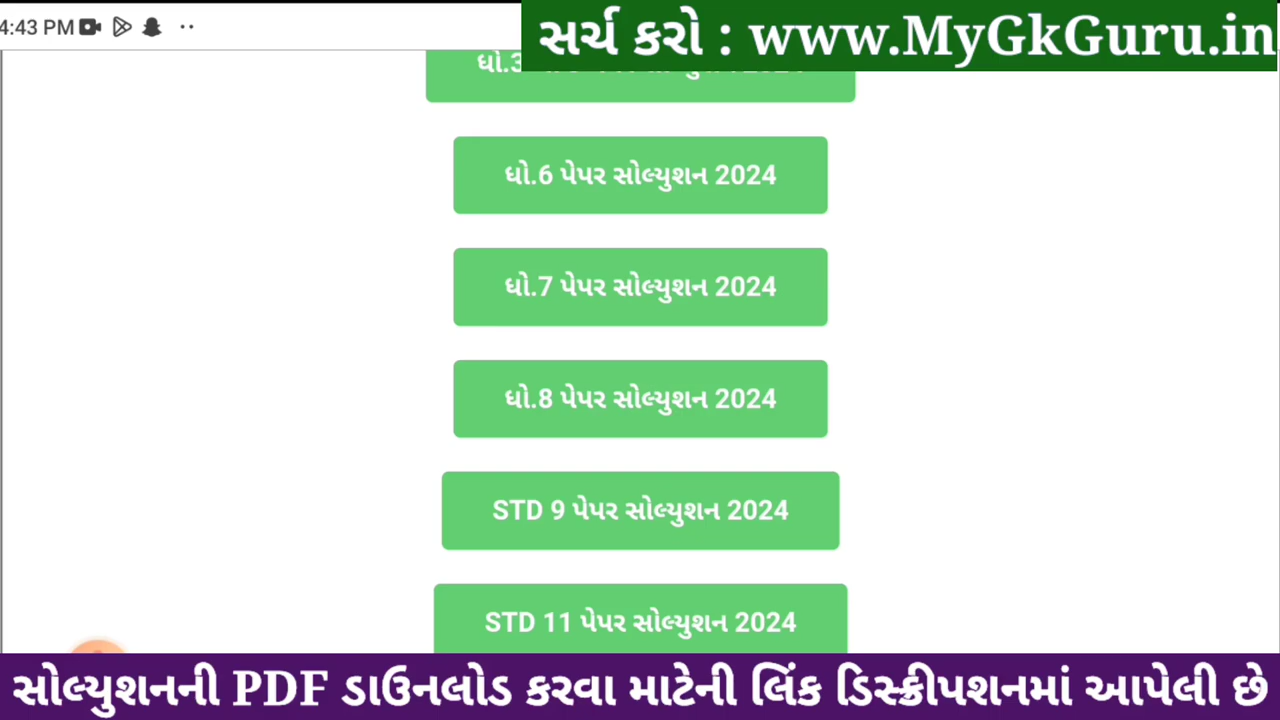 4:43 PM
સર્ચ કરો : www.MyGkGuru.in
ધો.3
ધો.6 પેપર સોલ્યુશન 2024
ધો.7 પેપર સોલ્યુશન 2024
ધો.8 પેપર સોલ્યુશન 2024
STD 9 પેપર સોલ્યુશન 2024
STD 11 પેપર સોલ્યુશન 2024
સોલ્યુશનની PDF ડાઉનલોડ કરવા માટેની લિંક ડિસ્ક્રીપશનમાં આપેલી છે